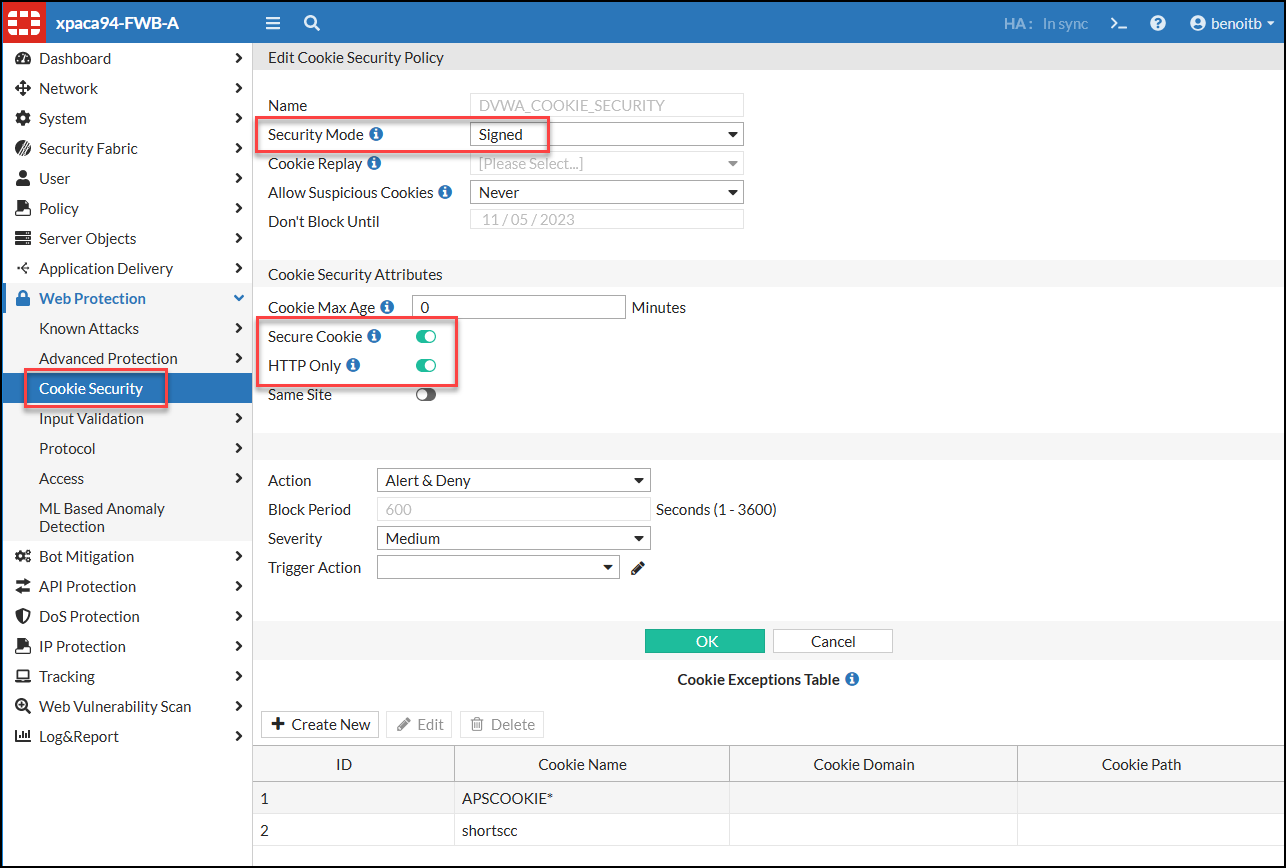 xpaca94-FWB-A
HA: In sync
benoitb
Dashboard
Network
System
Security Fabric
User
Policy
Server Objects
Application Delivery
Web Protection
Known Attacks
Advanced Protection
Cookie Security
Input Validation
Protocol
Access
ML Based Anomaly
Detection
Bot Mitigation
API Protection
DoS Protection
IP Protection
Tracking
Web Vulnerability Scan
Log&Report
Edit Cookie Security Policy
Name DVWA_COOKIE_SECURITY
Security Mode Signed
Cookie Replay [Please Select...]
Allow Suspicious Cookies Never
Don't Block Until 11 / 05 / 2023
Cookie Security Attributes
Cookie Max Age 0 Minutes
Secure Cookie
HTTP Only
Same Site
Action Alert & Deny
Block Period 600 Seconds (1 - 3600)
Severity Medium
Trigger Action
OK Cancel
Cookie Exceptions Table
Create New Edit Delete
ID Cookie Name Cookie Domain Cookie Path
1 APSCOOKIE*
2 shortscc